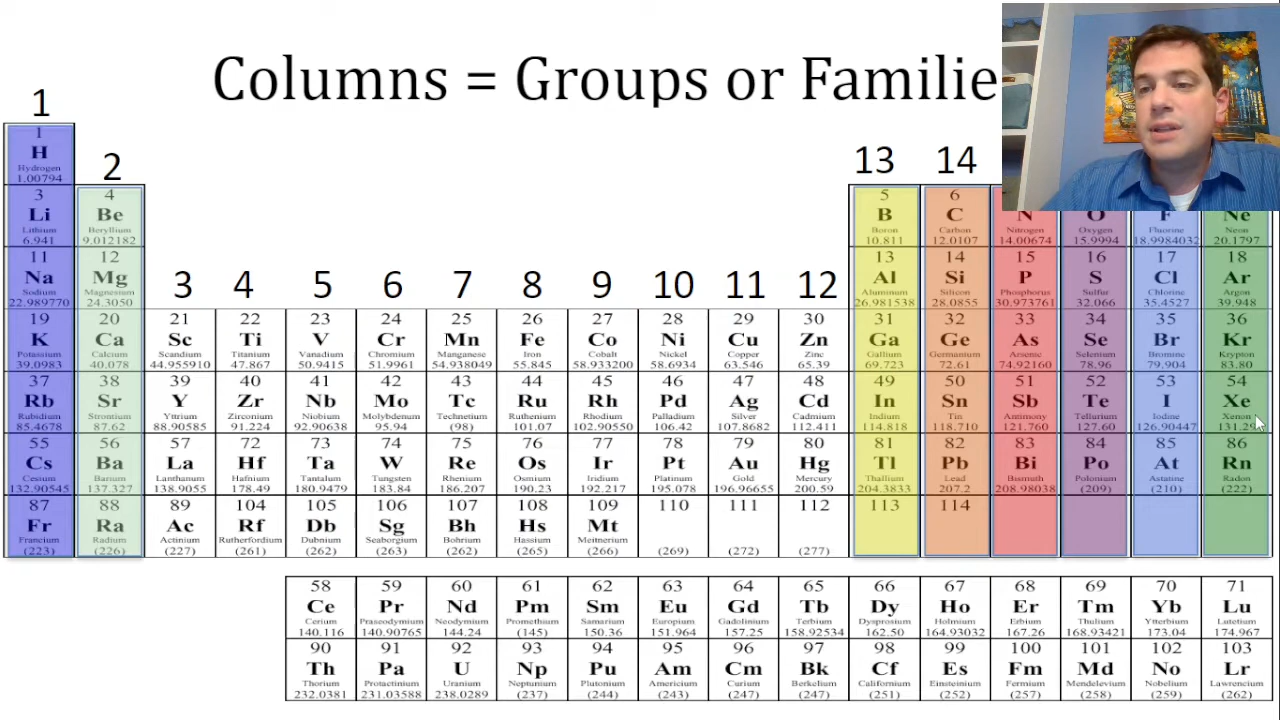 Columns = Groups or Familie
1
2
13 14
3 4 5 6 7 8 9 10 11 12
1
H
Hydrogen
1.00794
3 4 5 6
Li Be B C N O F Ne
Lithium Beryllium Boron Carbon Nitrogen Oxygen Fluorine Neon
6.941 9.012182 10.811 12.0107 14.00674 15.9994 18.9984032 20.1797
11 12 13 14 15 16 17 18
Na Mg Al Si P S Cl Ar
Sodium Magnesium Aluminum Silicon Phosphorus Sulfur Chlorine Argon
22.989770 24.3050 26.981538 28.0855 30.973761 32.066 35.4527 39.948
19 20 21 22 23 24 25 26 27 28 29 30 31 32 33 34 35 36
K Ca Sc Ti V Cr Mn Fe Co Ni Cu Zn Ga Ge As Se Br Kr
Potassium Calcium Scandium Titanium Vanadium Chromium Manganese Iron Cobalt Nickel Copper Zinc Gallium Germanium Arsenic Selenium Bromine Krypton
39.0983 40.078 44.955910 47.867 50.9415 51.9961 54.938049 55.845 58.933200 58.6934 63.546 65.39 69.723 72.61 74.92160 78.96 79.904 83.80
37 38 39 40 41 42 43 44 45 46 47 48 49 50 51 52 53 54
Rb Sr Y Zr Nb Mo Tc Ru Rh Pd Ag Cd In Sn Sb Te I Xe
Rubidium Strontium Yttrium Zirconium Niobium Molybdenum Technetium Ruthenium Rhodium Palladium Silver Cadmium Indium Tin Antimony Tellurium Iodine Xenon
85.4678 87.62 88.90585 91.224 92.90638 95.94 (98) 101.07 102.90550 106.42 107.8682 112.411 114.818 118.710 121.760 127.60 126.90447 131.29
55 56 57 72 73 74 75 76 77 78 79 80 81 82 83 84 85 86
Cs Ba La Hf Ta W Re Os Ir Pt Au Hg Tl Pb Bi Po At Rn
Cesium Barium Lanthanum Hafnium Tantalum Tungsten Rhenium Osmium Iridium Platinum Gold Mercury Thallium Lead Bismuth Polonium Astatine Radon
132.90545 137.327 138.9055 178.49 180.9479 183.84 186.207 190.23 192.217 195.078 196.96655 200.59 204.3833 207.2 208.98038 (209) (210) (222)
87 88 89 104 105 106 107 108 109 110 111 112 113 114
Fr Ra Ac Rf Db Sg Bh Hs Mt
Francium Radium Actinium Rutherfordium Dubnium Seaborgium Bohrium Hassium Meitnerium
(223) (226) (227) (261) (262) (263) (262) (265) (266) (269) (272) (277)
58 59 60 61 62 63 64 65 66 67 68 69 70 71
Ce Pr Nd Pm Sm Eu Gd Tb Dy Ho Er Tm Yb Lu
Cerium Praseodymium Neodymium Promethium Samarium Europium Gadolinium Terbium Dysprosium Holmium Erbium Thulium Ytterbium Lutetium
140.116 140.90765 144.24 (145) 150.36 151.964 157.25 158.92534 162.50 164.93032 167.26 168.93421 173.04 174.967
90 91 92 93 94 95 96 97 98 99 100 101 102 103
Th Pa U Np Pu Am Cm Bk Cf Es Fm Md No Lr
Thorium Protactinium Uranium Neptunium Plutonium Americium Curium Berkelium Californium Einsteinium Fermium Mendelevium Nobelium Lawrencium
232.0381 231.03588 238.0289 (237) (244) (243) (247) (247) (251) (252) (257) (258) (259) (262)